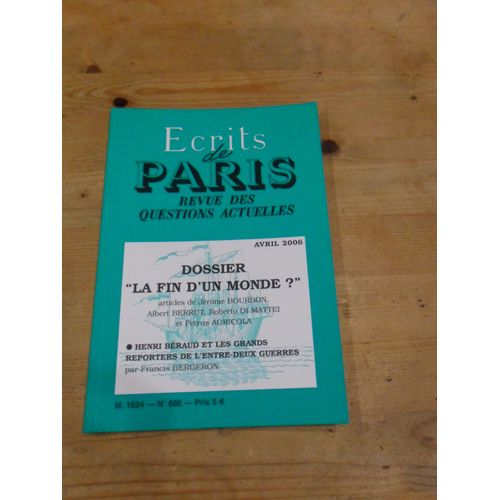 Ecrits
de
PARIS
REVUE DES
QUESTIONS ACTUELLES
AVRIL 2006
DOSSIER
"LA FIN D'UN MONDE ?"
articles de Jérôme BOURBON,
Albert BERRUT, Roberto DI MATTEI
et Petrus AGRICOLA
● HENRI BÉRAUD ET LES GRANDS
REPORTERS DE L'ENTRE-DEUX GUERRES
par Francis BERGERON
M. 1624 — N° 686 — Prix 5 €